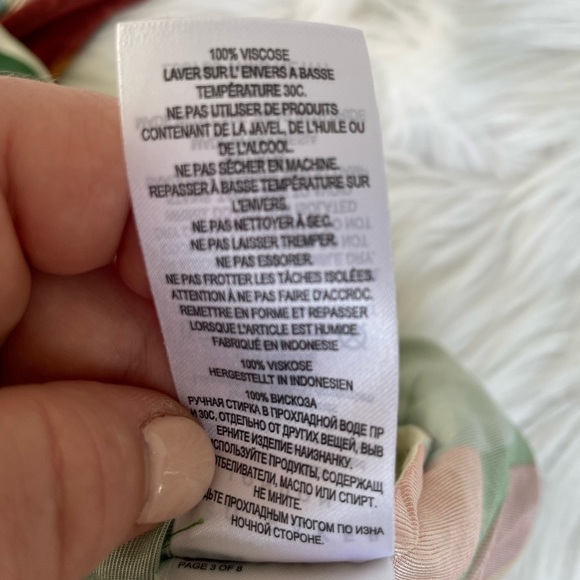 100% VISCOSE
LAVER SUR L'ENVERS A BASSE
TEMPÉRATURE 30C.
NE PAS UTILISER DE PRODUITS
CONTENANT DE LA JAVEL, DE L'HUILE OU
DE L'ALCOOL.
NE PAS SÉCHER EN MACHINE.
REPASSER À BASSE TEMPÉRATURE SUR
L'ENVERS.
NE PAS NETTOYER À SEC.
NE PAS LAISSER TREMPER.
NE PAS ESSORER.
NE PAS FROTTER LES TÂCHES ISOLÉES.
ATTENTION À NE PAS FAIRE D'ACCROC.
REMETTRE EN FORME ET REPASSER
LORSQUE L'ARTICLE EST HUMIDE.
FABRIQUÉ EN INDONESIE
100% VISKOSE
HERGESTELLT IN INDONESIEN
100% ВИСКОЗА
РУЧНАЯ СТИРКА В ПРОХЛАДНОЙ ВОДЕ ПР
И 30С, ОТДЕЛЬНО ОТ ДРУГИХ ВЕЩЕЙ, ВЫВ
ЕРНИТЕ ИЗДЕЛИЕ НАИЗНАНКУ.
ИСПОЛЬЗУЙТЕ ПРОДУКТЫ, СОДЕРЖАЩ
ОТБЕЛИВАТЕЛИ, МАСЛО ИЛИ СПИРТ.
НЕ МНИТЕ.
ПРОХЛАДНЫМ УТЮГОМ ПО ИЗНА
НОЧНОЙ СТОРОНЕ.
PAGE 3 OF 8